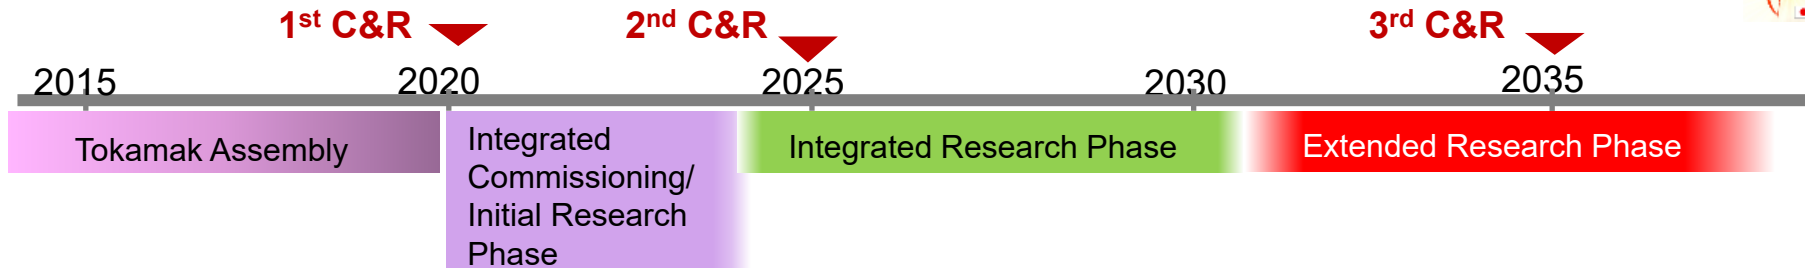 1st C&R
2nd C&R
3rd C&R
2015
2020
2025
2030
2035
Tokamak Assembly
Integrated
Commissioning/
Initial Research
Phase
Integrated Research Phase
Extended Research Phase